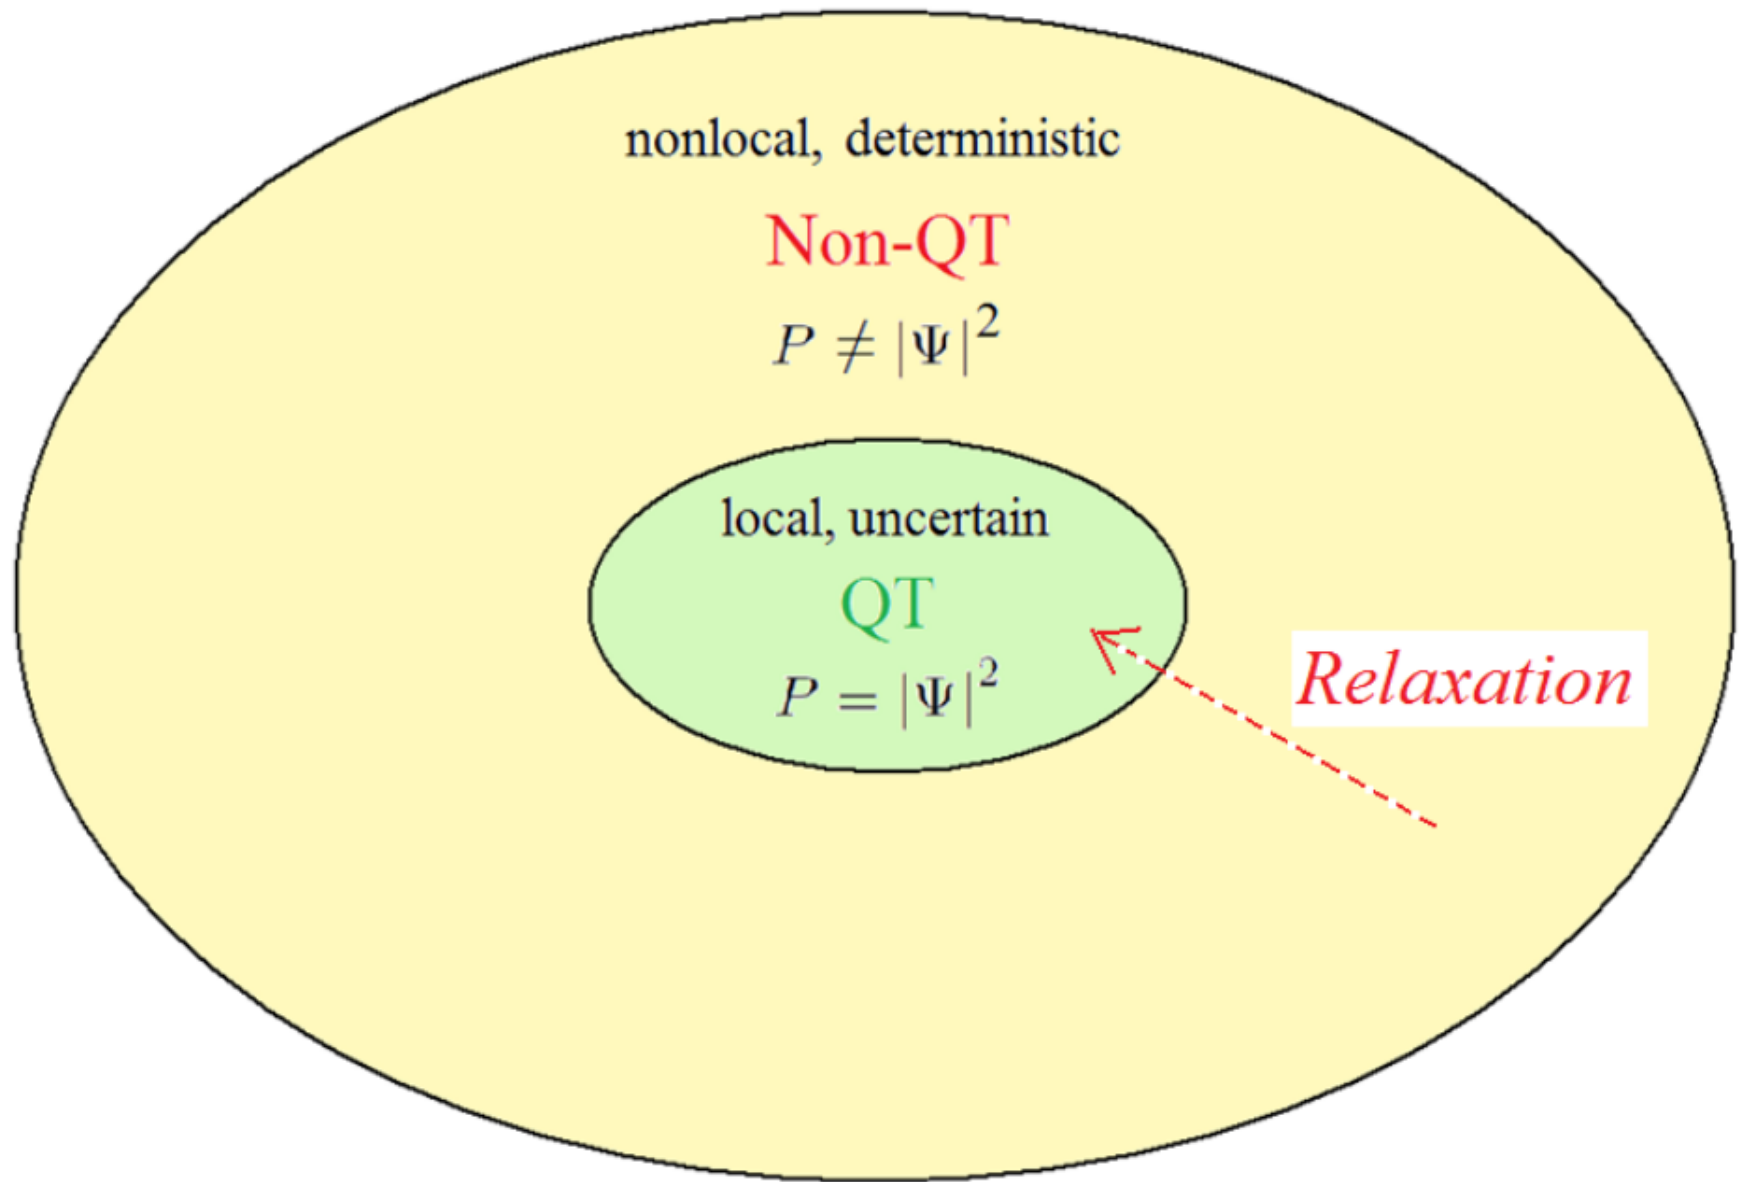 nonlocal, deterministic
Non-QT
P ≠ |Ψ|²
local, uncertain
QT
P = |Ψ|²
Relaxation